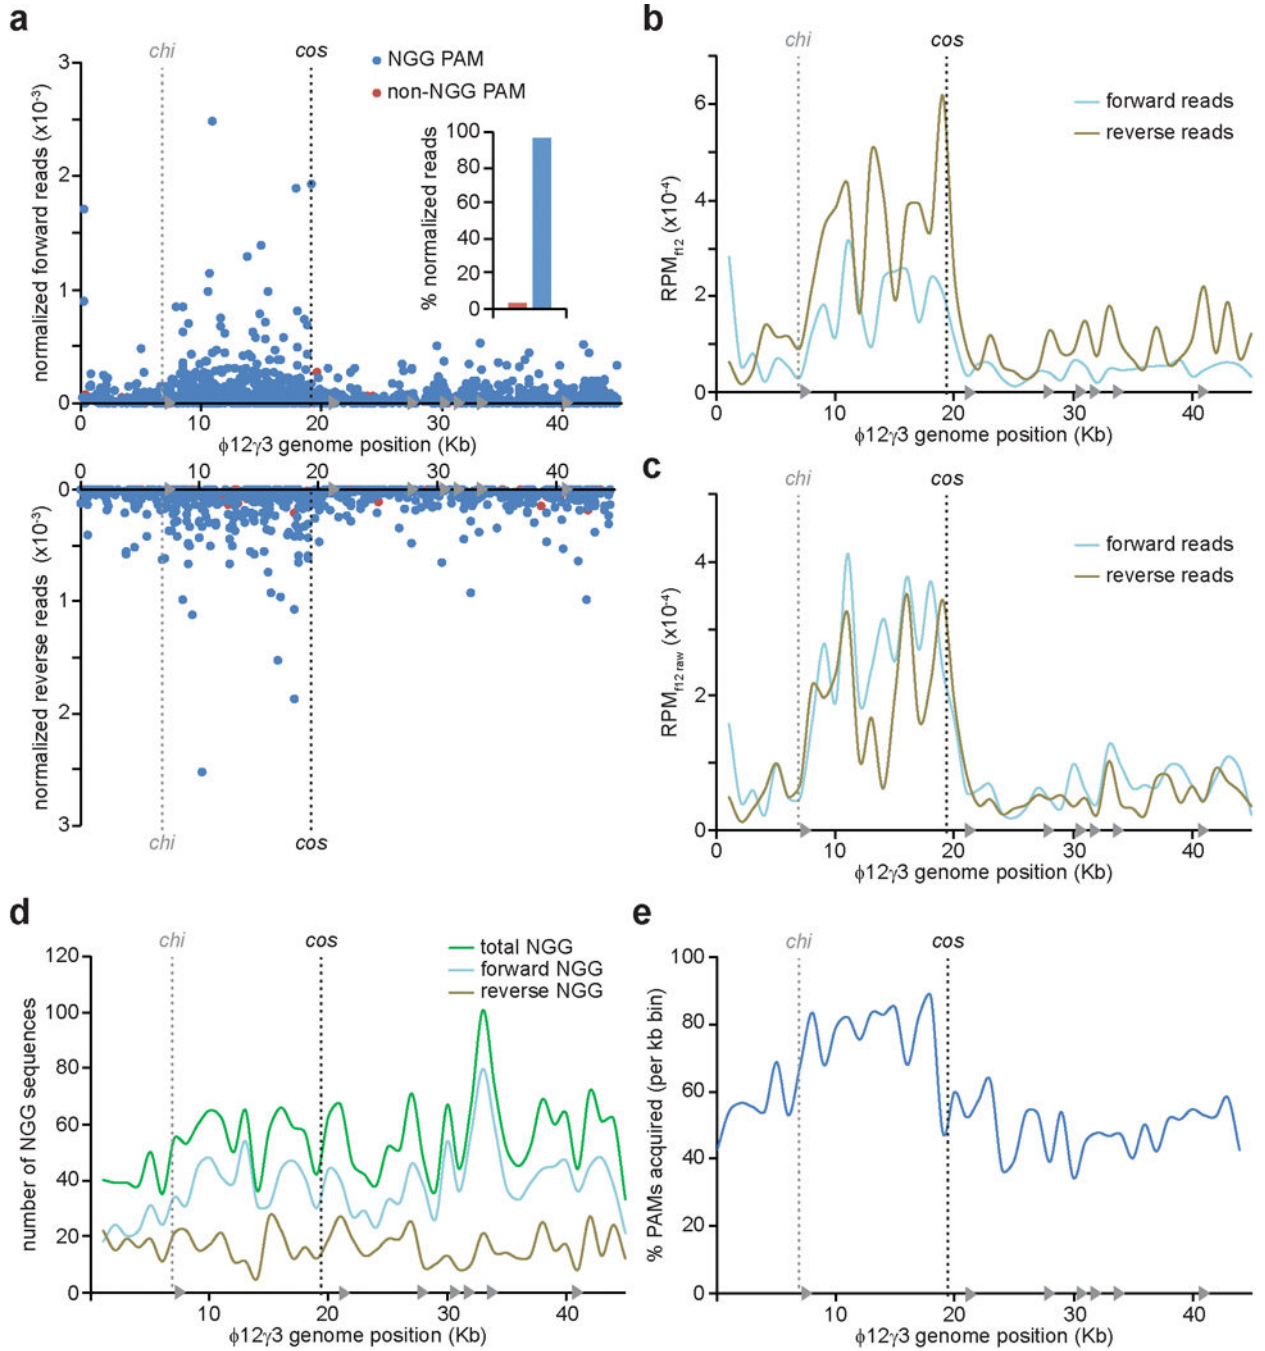 a
chi
cos
NGG PAM
non-NGG PAM
normalized forward reads (x10-3)
3
2
1
0
% normalized reads
100
80
60
40
20
0
0 10 20 30 40
ϕ12γ3 genome position (Kb)
0 10 20 30 40
normalized reverse reads (x10-3)
0
1
2
3
chi
cos
b
chi
cos
forward reads
reverse reads
RPMf12 (x10-4)
6
4
2
0
0 10 20 30 40
ϕ12γ3 genome position (Kb)
c
chi
cos
forward reads
reverse reads
RPMf12 raw (x10-4)
4
2
0
0 10 20 30 40
ϕ12γ3 genome position (Kb)
d
chi
cos
total NGG
forward NGG
reverse NGG
number of NGG sequences
120
100
80
60
40
20
0
10 20 30 40
ϕ12γ3 genome position (Kb)
e
chi
cos
% PAMs acquired (per kb bin)
100
80
60
40
20
0
10 20 30 40
ϕ12γ3 genome position (Kb)